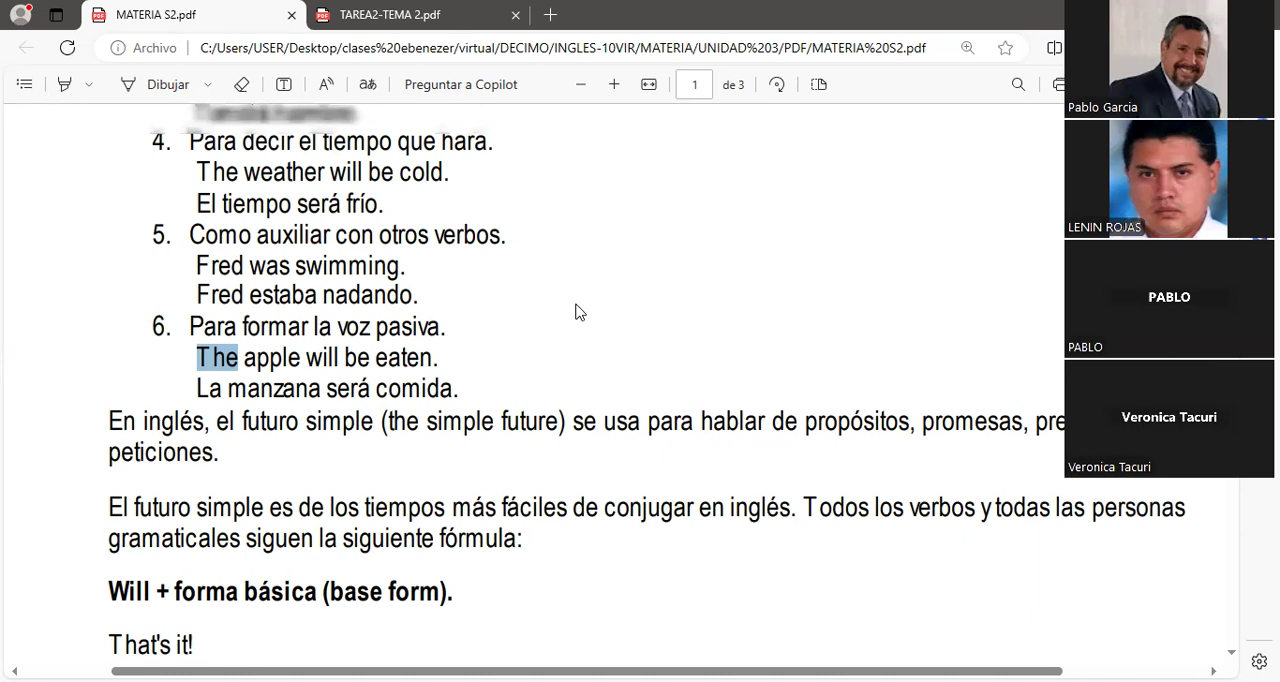 MATERIA S2.pdf
TAREA2-TEMA 2.pdf
Archivo
C:/Users/USER/Desktop/clases%20ebenezer/virtual/DECIMO/INGLES-10VIR/MATERIA/UNIDAD%203/PDF/MATERIA%20S2.pdf
Dibujar
Preguntar a Copilot
1
de 3
4. Para decir el tiempo que hará.
The weather will be cold.
El tiempo será frío.
5. Como auxiliar con otros verbos.
Fred was swimming.
Fred estaba nadando.
6. Para formar la voz pasiva.
The apple will be eaten.
La manzana será comida.
En inglés, el futuro simple (the simple future) se usa para hablar de propósitos, promesas, pre
peticiones.
El futuro simple es de los tiempos más fáciles de conjugar en inglés. Todos los verbos y todas las personas
gramaticales siguen la siguiente fórmula:
Will + forma básica (base form).
That's it!
Pablo Garcia
LENIN ROJAS
PABLO
PABLO
Veronica Tacuri
Veronica Tacuri